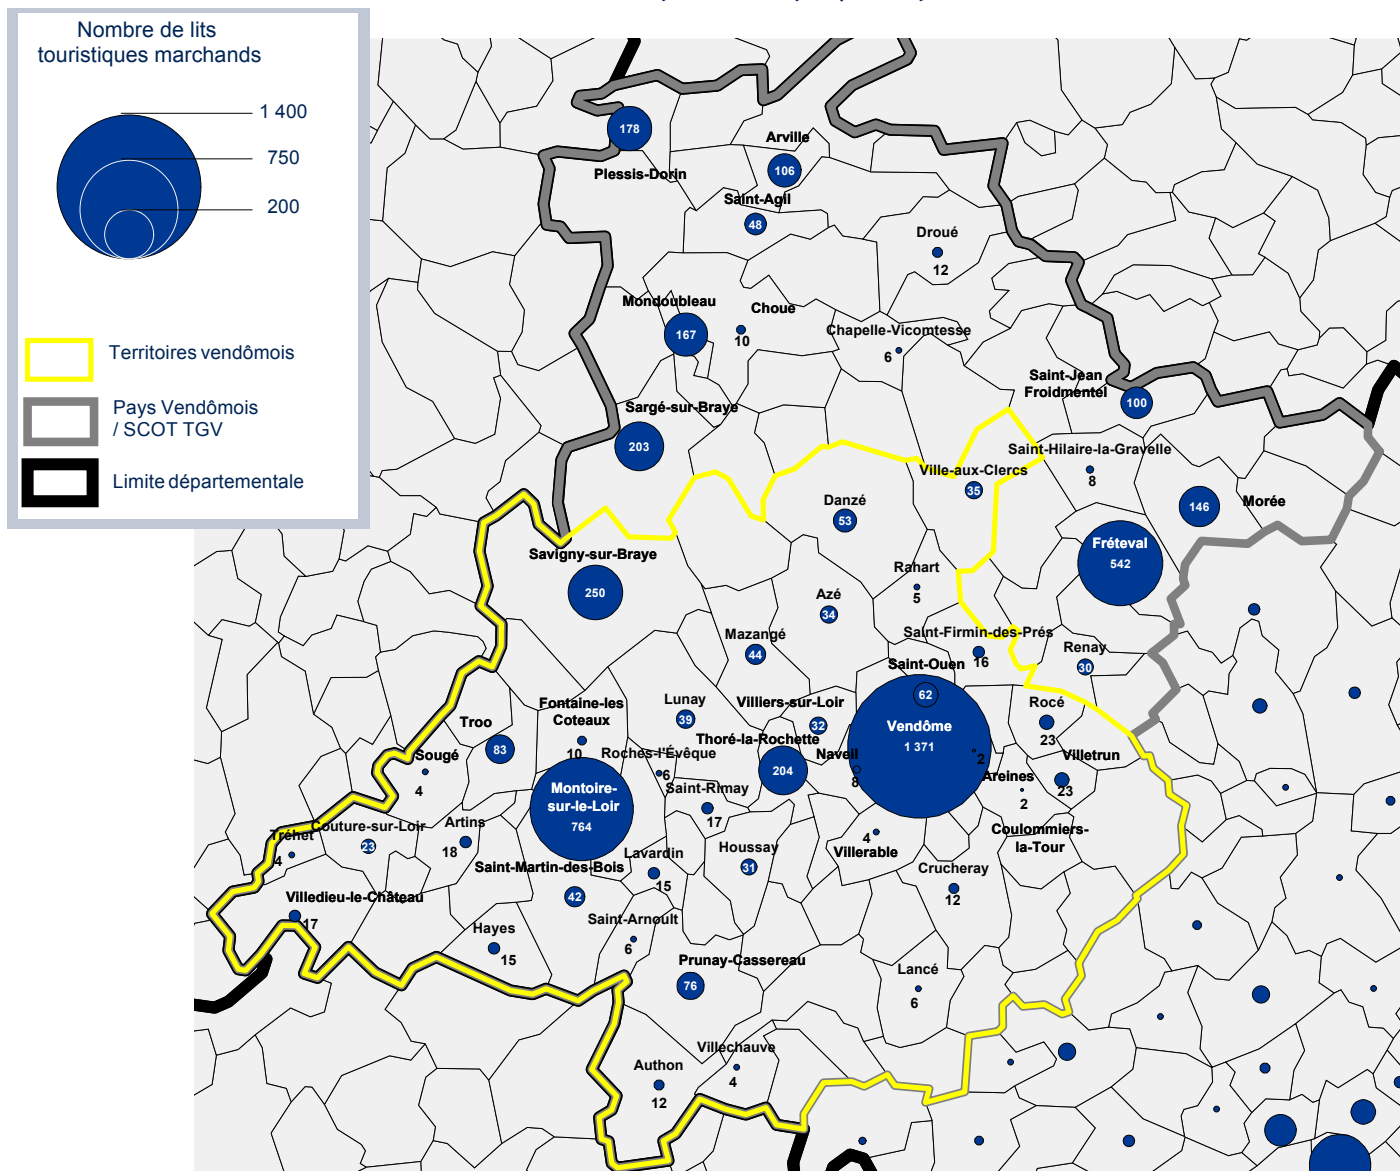 Nombre de lits
touristiques marchands
1 400
750
200
Territoires vendômois
Pays Vendômois
/ SCOT TGV
Limite départementale
178
Plessis-Dorin
Arville
106
Saint-Agil
48
Droué
12
Mondoubleau
167
Choue
10
Chapelle-Vicomtesse
6
Saint-Jean
Froidmentel
100
Sargé-sur-Braye
203
Saint-Hilaire-la-Gravelle
8
Ville-aux-Clercs
35
Danzé
53
146
Morée
Fréteval
542
Savigny-sur-Braye
250
Rahart
5
Azé
34
Mazangé
44
Saint-Firmin-des-Prés
16
Renay
30
Saint-Ouen
62
Vendôme
1 371
2
Fontaine-les
Coteaux
10
Lunay
39
Villiers-sur-Loir
32
Rocé
23
Troo
83
Thoré-la-Rochette
204
Naveil
8
Villetrun
23
Sougé
4
Roches-l'Évêque
6
Areines
2
Montoire-
sur-le-Loir
764
Saint-Rimay
17
Coulommiers-
la-Tour
Tréhet
4
Couture-sur-Loir
23
Artins
18
4
Villerable
Saint-Martin-des-Bois
42
Lavardin
15
Houssay
31
Crucheray
12
Villedieu-le-Château
17
Hayes
15
Saint-Arnoult
6
Prunay-Cassereau
76
Lancé
6
Authon
12
Villechauve
4